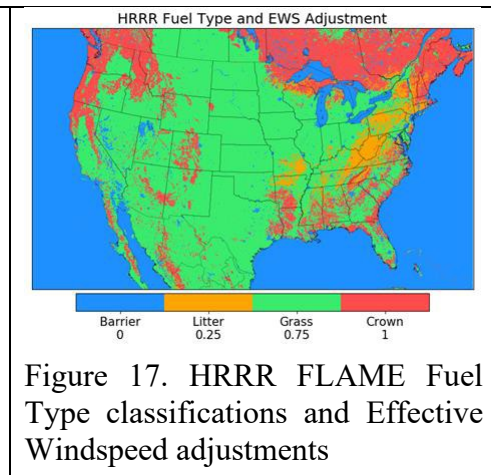 HRRR Fuel Type and EWS Adjustment
Barrier Litter Grass Crown
0 0.25 0.75 1
Figure 17. HRRR FLAME Fuel
Type classifications and Effective
Windspeed adjustments